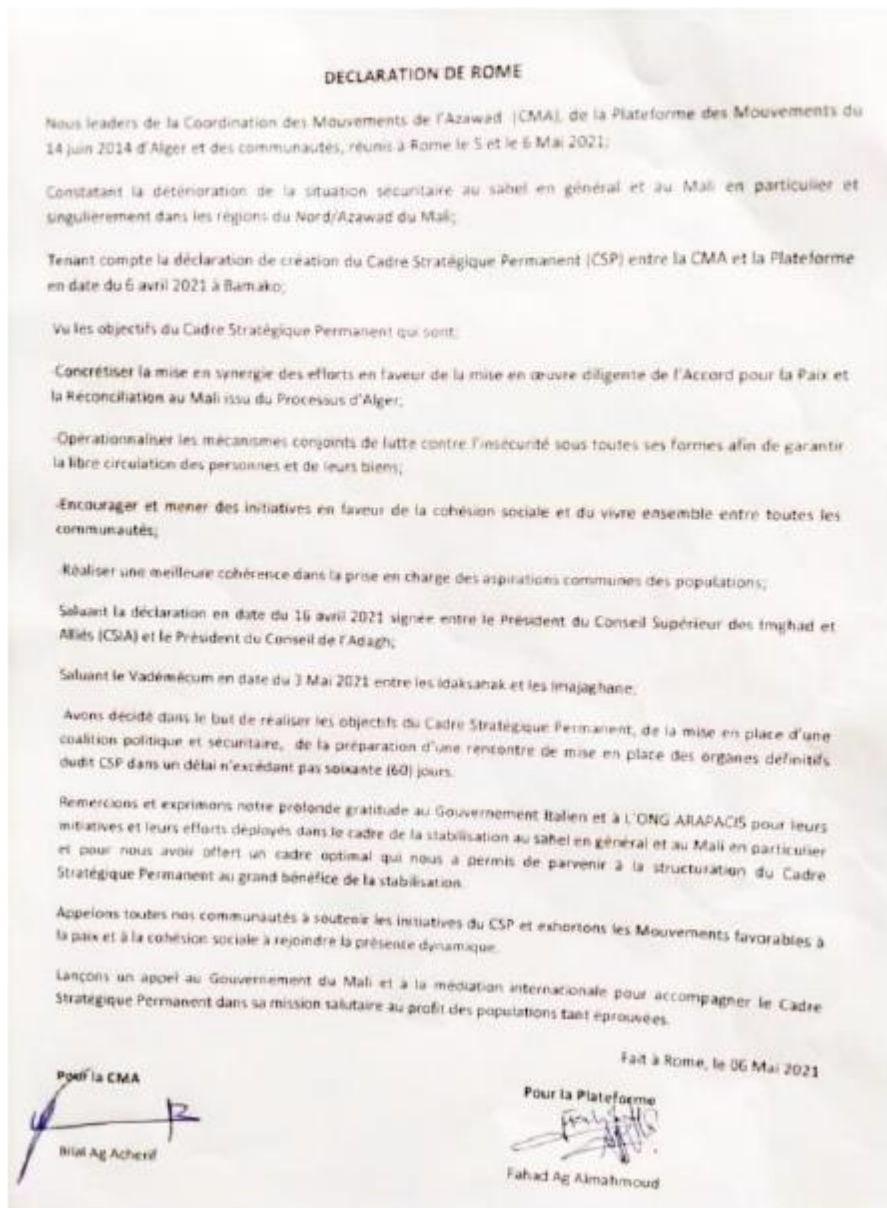 DECLARATION DE ROME
Nous leaders de la Coordination des Mouvements de l'Azawad (CMA), de la Plateforme des Mouvements du
14 juin 2014 d'Alger et des communautés, réunis à Rome le 5 et le 6 Mai 2021;
Constatant la détérioration de la situation sécuritaire au sahel en général et au Mali en particulier et
singulièrement dans les régions du Nord/Azawad du Mali;
Tenant compte la déclaration de création du Cadre Stratégique Permanent (CSP) entre la CMA et la Plateforme
en date du 6 avril 2021 à Bamako;
Vu les objectifs du Cadre Stratégique Permanent qui sont:
-Concrétiser la mise en synergie des efforts en faveur de la mise en œuvre diligente de l'Accord pour la Paix et
la Réconciliation au Mali issu du Processus d'Alger;
-Opérationnaliser les mécanismes conjoints de lutte contre l'insécurité sous toutes ses formes afin de garantir
la libre circulation des personnes et de leurs biens;
-Encourager et mener des initiatives en faveur de la cohésion sociale et du vivre ensemble entre toutes les
communautés;
-Réaliser une meilleure cohérence dans la prise en charge des aspirations communes des populations;
Saluant la déclaration en date du 16 avril 2021 signée entre le Président du Conseil Supérieur des Imghad et
Alliés (CSIA) et le Président du Conseil de l'Adagh;
Saluant le Vadémécum en date du 3 Mai 2021 entre les Idaksahak et les Imajaghane;
Avons décidé dans le but de réaliser les objectifs du Cadre Stratégique Permanent, de la mise en place d'une
coalition politique et sécuritaire, de la préparation d'une rencontre de mise en place des organes définitifs
dudit CSP dans un délai n'excédant pas soixante (60) jours.
Remercions et exprimons notre profonde gratitude au Gouvernement Italien et à L'ONG ARAPACIS pour leurs
initiatives et leurs efforts déployés dans le cadre de la stabilisation au sahel en général et au Mali en particulier
et pour nous avoir offert un cadre optimal qui nous a permis de parvenir à la structuration du Cadre
Stratégique Permanent au grand bénéfice de la stabilisation.
Appelons toutes nos communautés à soutenir les initiatives du CSP et exhortons les Mouvements favorables à
la paix et à la cohésion sociale à rejoindre la présente dynamique.
Lançons un appel au Gouvernement du Mali et à la médiation internationale pour accompagner le Cadre
Stratégique Permanent dans sa mission salutaire au profit des populations tant éprouvées.
Fait à Rome, le 06 Mai 2021
Pour la CMA
Pour la Plateforme
Bilal Ag Acherif
Fahad Ag Almahmoud